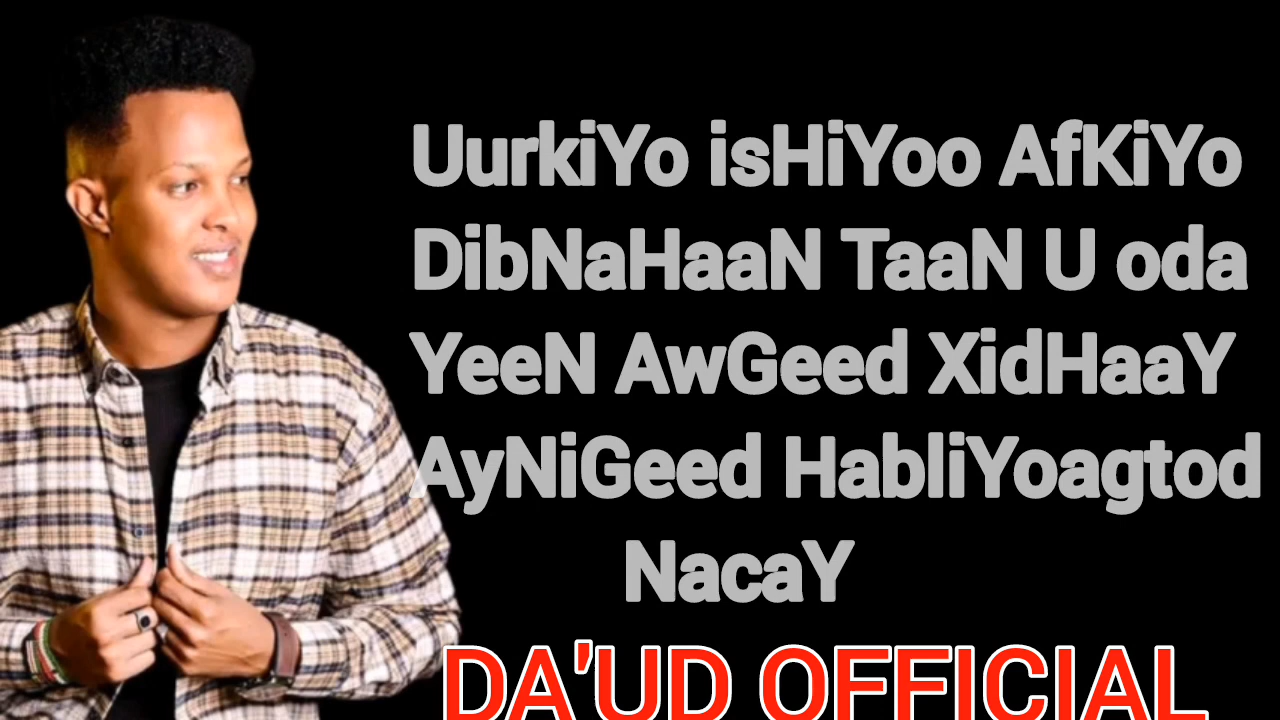 UurkiYo isHiYoo AfKiYo
DibNaHaaN TaaN U oda
YeeN AwGeed XidHaaY
AyNiGeed HabliYoagtod
NacaY
DA'UD OFFICIAL